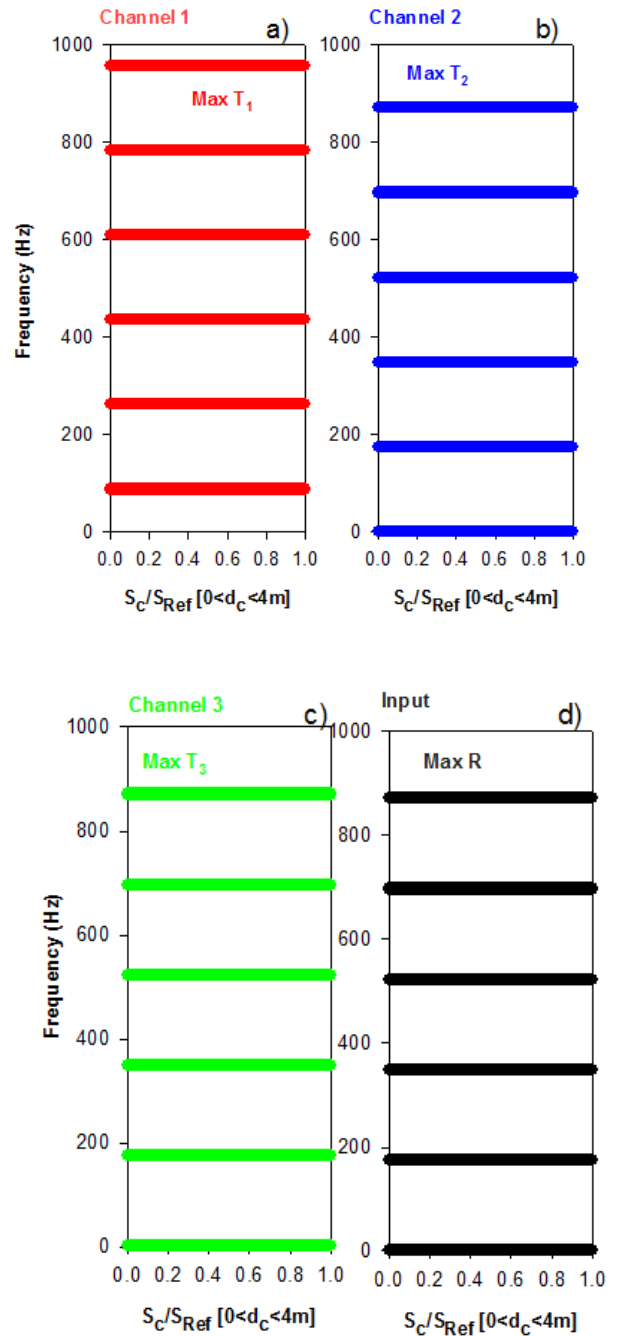 Channel 1
a)
1000
Max T1
800
600
400
200
0
Frequency (Hz)
0.0 0.2 0.4 0.6 0.8 1.0
Sc/SRef [0<dc<4m]
Channel 2
b)
1000
Max T2
800
600
400
200
0
0.0 0.2 0.4 0.6 0.8 1.0
Sc/SRef [0<dc<4m]
Channel 3
c)
1000
Max T3
800
600
400
200
0
Frequency (Hz)
0.0 0.2 0.4 0.6 0.8 1.0
Sc/SRef [0<dc<4m]
Input
d)
1000
Max R
800
600
400
200
0
0.0 0.2 0.4 0.6 0.8 1.0
Sc/SRef [0<dc<4m]